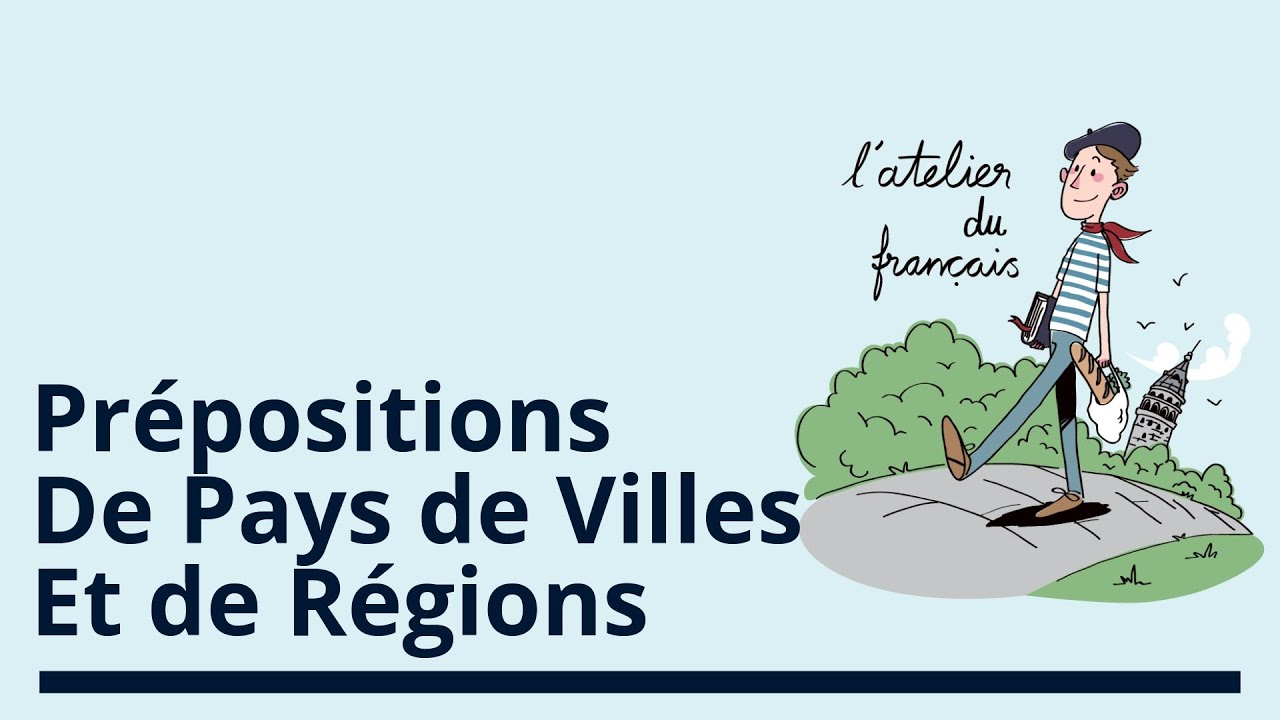 l'atelier
du
français
Prépositions
De Pays de Villes
Et de Régions